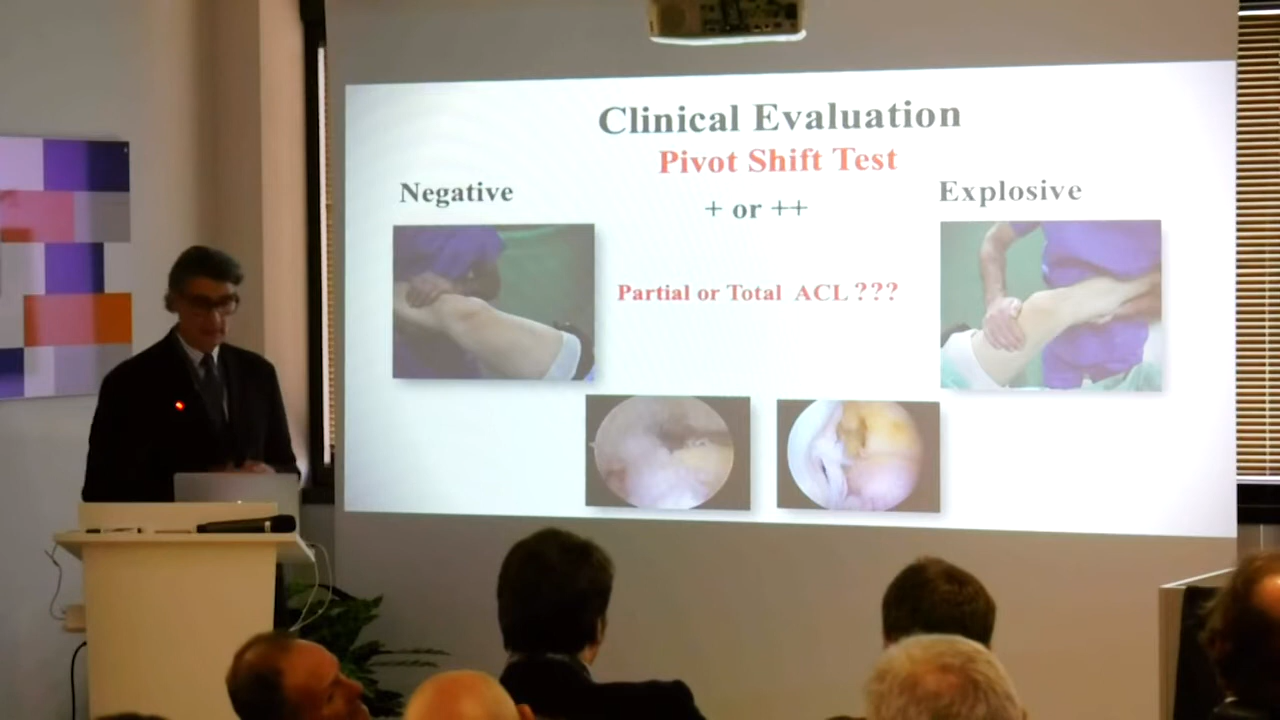 Clinical Evaluation
Pivot Shift Test
Negative
+ or ++
Explosive
Partial or Total ACL ???